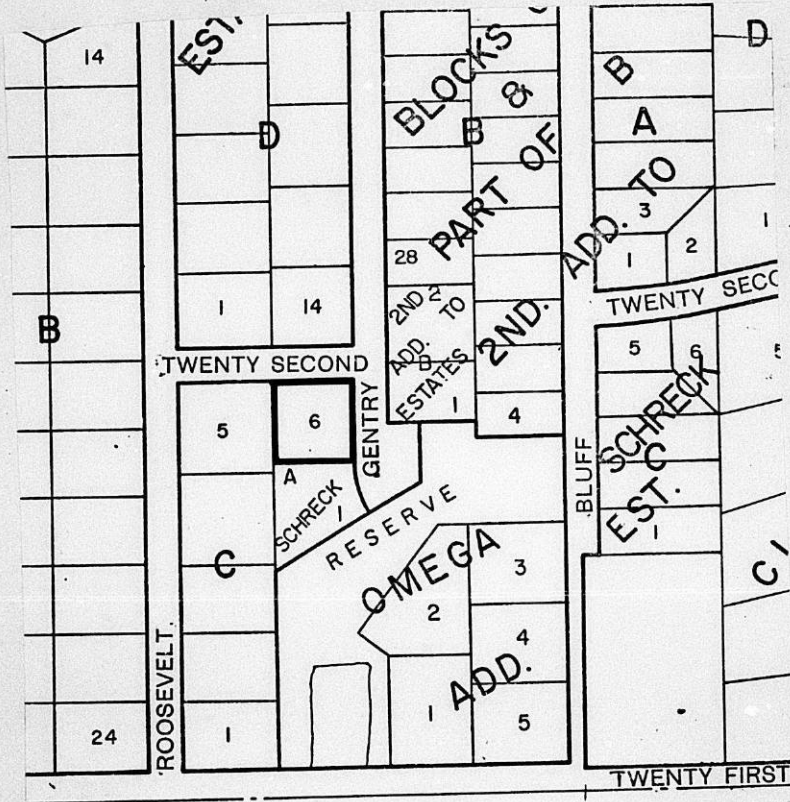 14
EST.
D
1
14
B
24
TWENTY SECOND
5
6
GENTRY
A
SCHRECK
1
C
1
ROOSEVELT.
RESERVE
BLOCKS
&
B
PART OF
2ND.
28
2ND
2
TO
ADD.
B
ESTATES
1
4
OMEGA
ADD.
2
3
4
1
5
BLUFF
D
B
A
ADD. TO
3
1
2
1
TWENTY SECO
5
6
5
SCHRECK
C
EST.
1
C 1
TWENTY FIRST